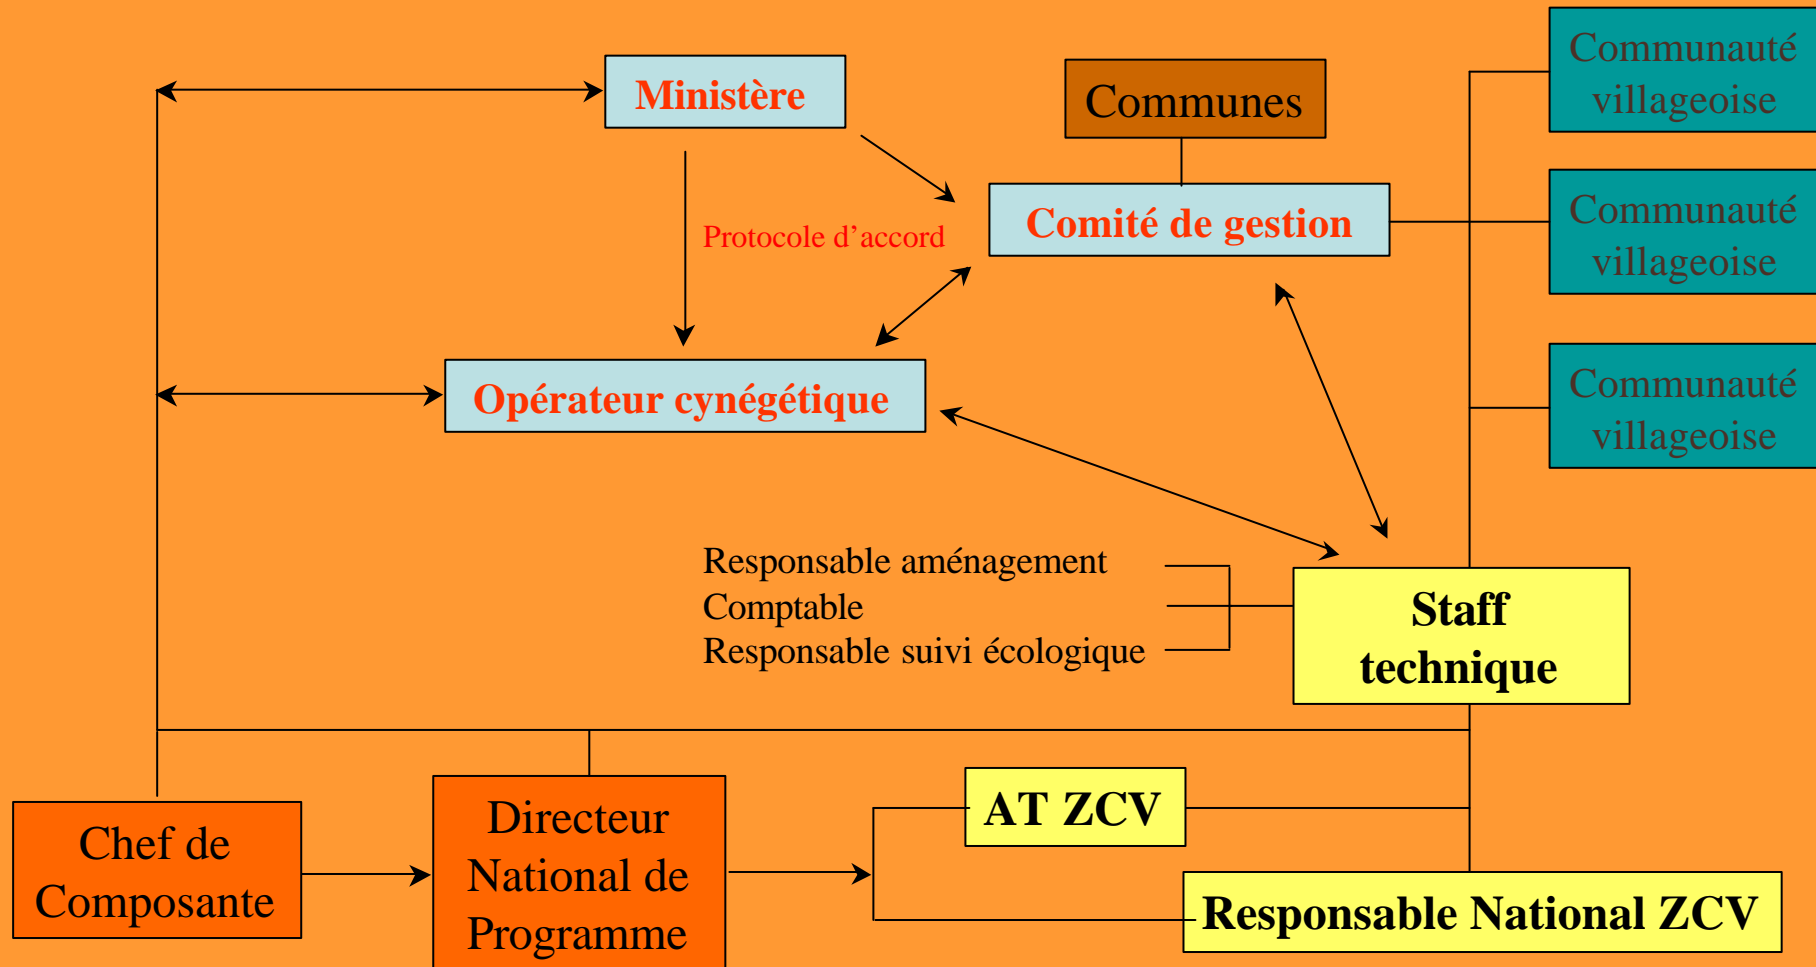 Communauté
villageoise
Ministère
Communes
Communauté
villageoise
Comité de gestion
Protocole d’accord
Communauté
villageoise
Opérateur cynégétique
Responsable aménagement
Comptable
Responsable suivi écologique
Staff
technique
AT ZCV
Chef de
Composante
Directeur
National de
Programme
Responsable National ZCV